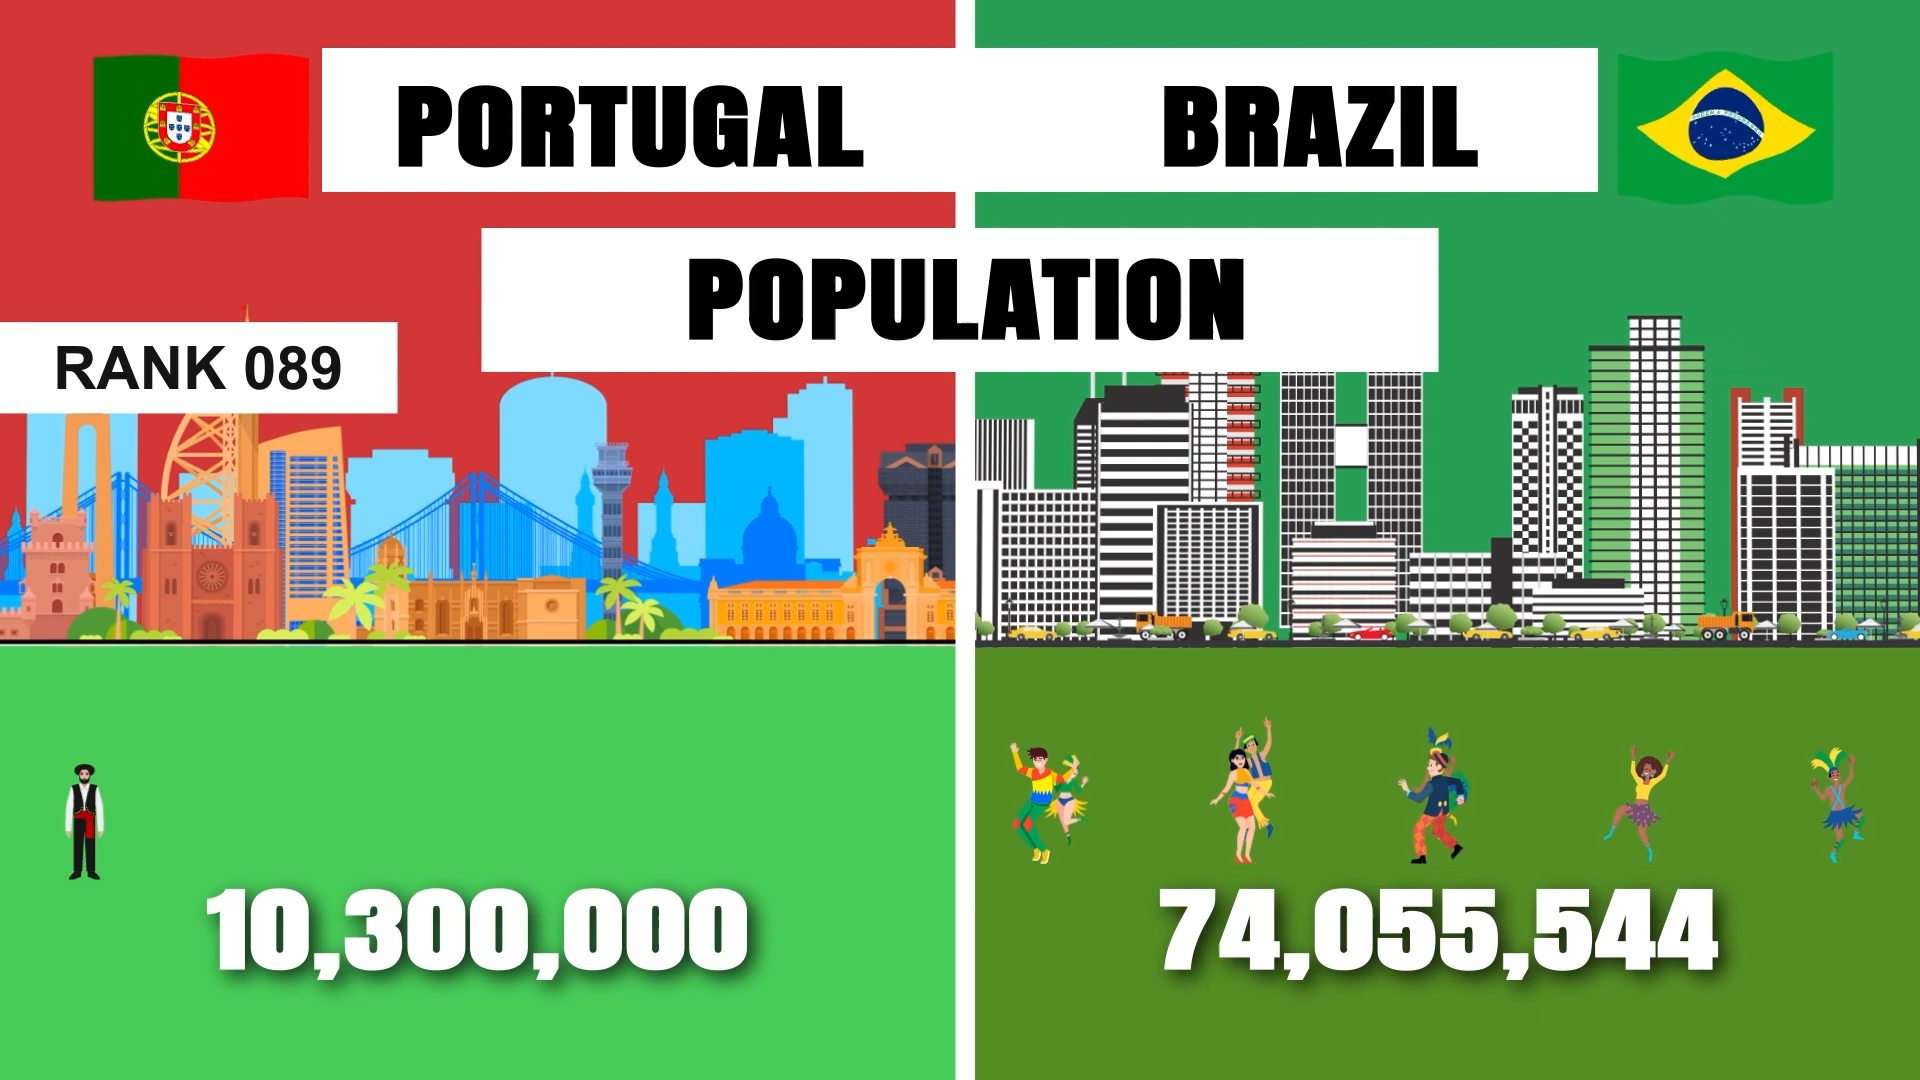 PORTUGAL
BRAZIL
POPULATION
RANK 089
10,300,000
74,055,544